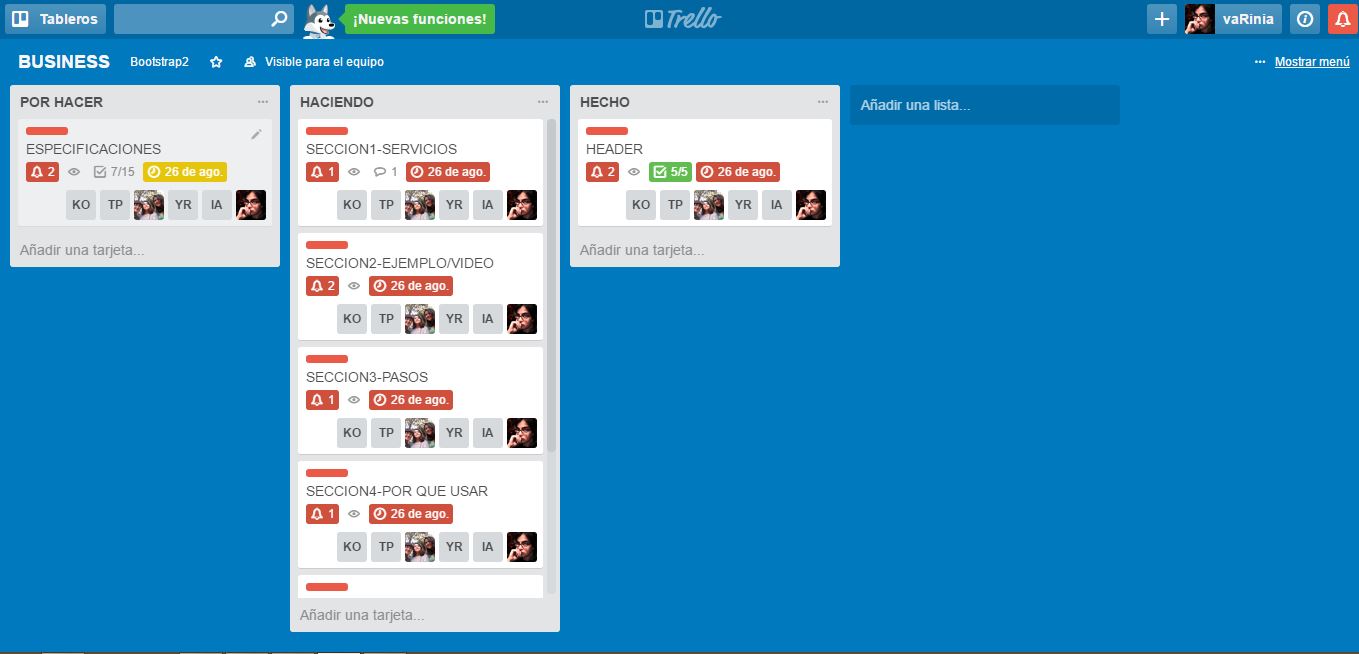 Tableros
¡Nuevas funciones!
Trello
vaRinia
BUSINESS
Bootstrap2
Visible para el equipo
... Mostrar menú
POR HACER
ESPECIFICACIONES
2 7/15 26 de ago.
KO TP YR IA
Añadir una tarjeta...
HACIENDO
SECCION1-SERVICIOS
1 1 26 de ago.
KO TP YR IA
SECCION2-EJEMPLO/VIDEO
2 26 de ago.
KO TP YR IA
SECCION3-PASOS
1 26 de ago.
KO TP YR IA
SECCION4-POR QUE USAR
1 26 de ago.
KO TP YR IA
Añadir una tarjeta...
HECHO
HEADER
2 5/5 26 de ago.
KO TP YR IA
Añadir una tarjeta...
Añadir una lista...